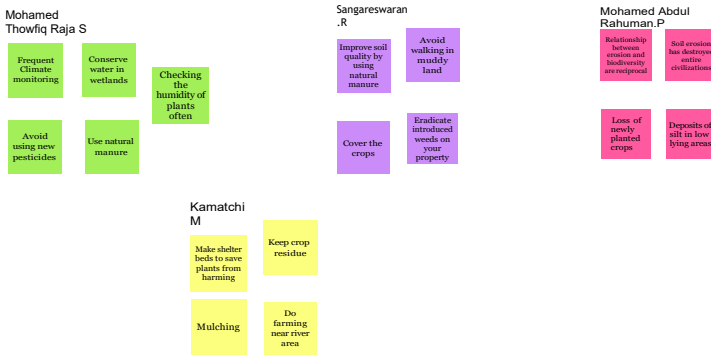 Mohamed
Thowfiq Raja S
Frequent
Climate
monitoring
Conserve
water in
wetlands
Checking
the
humidity of
plants
often
Avoid
using new
pesticides
Use natural
manure
Sangareswaran
.R
Improve soil
quality by
using
natural
manure
Avoid
walking in
muddy
land
Cover the
crops
Eradicate
introduced
weeds on
your
property
Mohamed Abdul
Rahuman.P
Relationship
between
erosion and
biodiversity
are reciprocal
Soil erosion
has destroyed
entire
civilizations
Loss of
newly
planted
crops
Deposits of
silt in low
lying areas
Kamatchi
M
Make shelter
beds to save
plants from
harming
Keep crop
residue
Mulching
Do
farming
near river
area